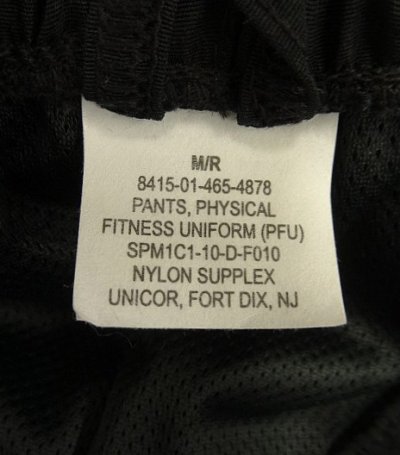 M/R
8415-01-465-4878
PANTS, PHYSICAL
FITNESS UNIFORM (PFU)
SPM1C1-10-D-F010
NYLON SUPPLEX
UNICOR, FORT DIX, NJ